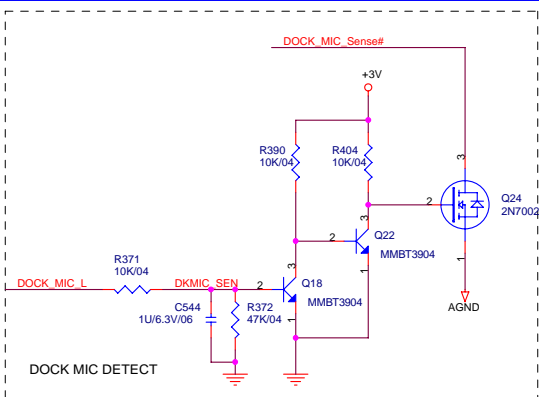 DOCK_MIC_Sense#
+3V
R390
10K/04
R404
10K/04
3
2
Q24
2N7002
1
AGND
3
2
Q22
MMBT3904
1
R371
10K/04
DOCK_MIC_L
DKMIC_SEN
2
3
Q18
MMBT3904
1
C544
1U/6.3V/06
R372
47K/04
DOCK MIC DETECT